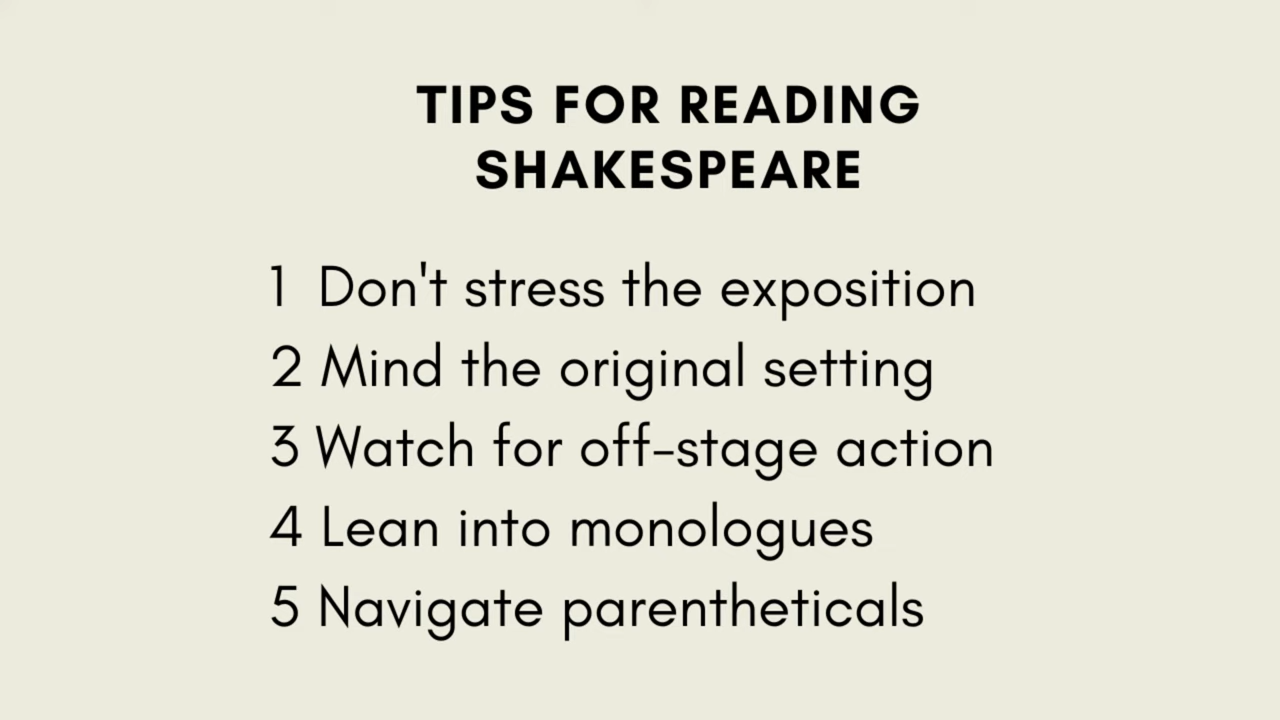 TIPS FOR READING
SHAKESPEARE
1 Don't stress the exposition
2 Mind the original setting
3 Watch for off-stage action
4 Lean into monologues
5 Navigate parentheticals